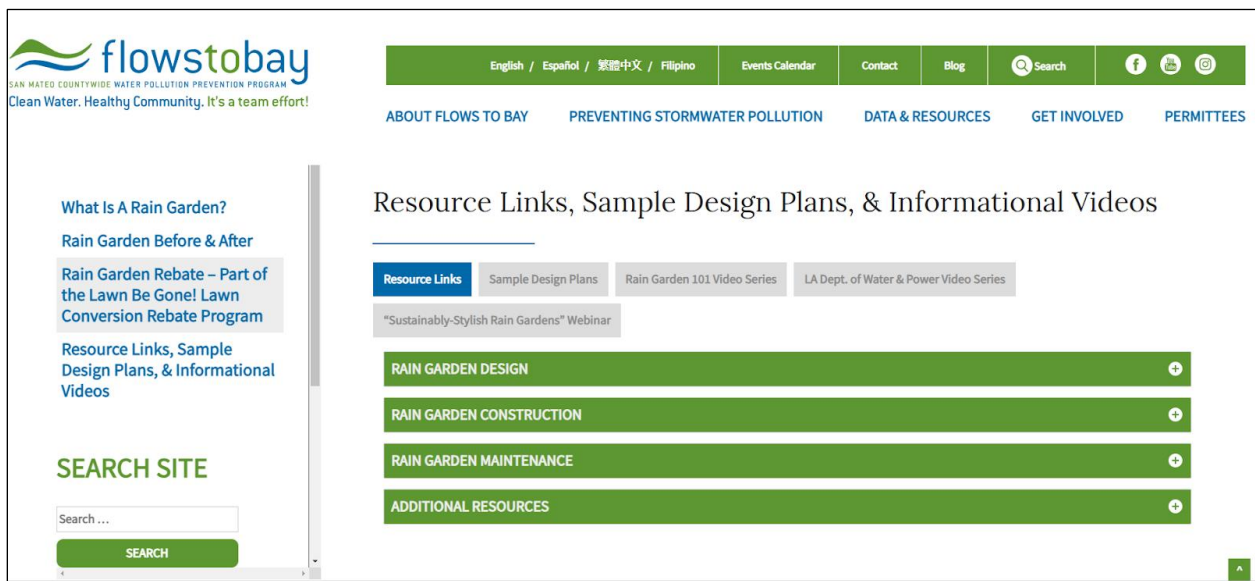 flowstobay
SAN MATEO COUNTYWIDE WATER POLLUTION PREVENTION PROGRAM
Clean Water. Healthy Community. It's a team effort!
English / Español / 繁體中文 / Filipino
Events Calendar
Contact
Blog
Search
f
You
Tube
ABOUT FLOWS TO BAY
PREVENTING STORMWATER POLLUTION
DATA & RESOURCES
GET INVOLVED
PERMITTEES
What Is A Rain Garden?
Rain Garden Before & After
Rain Garden Rebate – Part of
the Lawn Be Gone! Lawn
Conversion Rebate Program
Resource Links, Sample
Design Plans, & Informational
Videos
SEARCH SITE
Search …
SEARCH
Resource Links, Sample Design Plans, & Informational Videos
Resource Links
Sample Design Plans
Rain Garden 101 Video Series
LA Dept. of Water & Power Video Series
“Sustainably-Stylish Rain Gardens” Webinar
RAIN GARDEN DESIGN
RAIN GARDEN CONSTRUCTION
RAIN GARDEN MAINTENANCE
ADDITIONAL RESOURCES